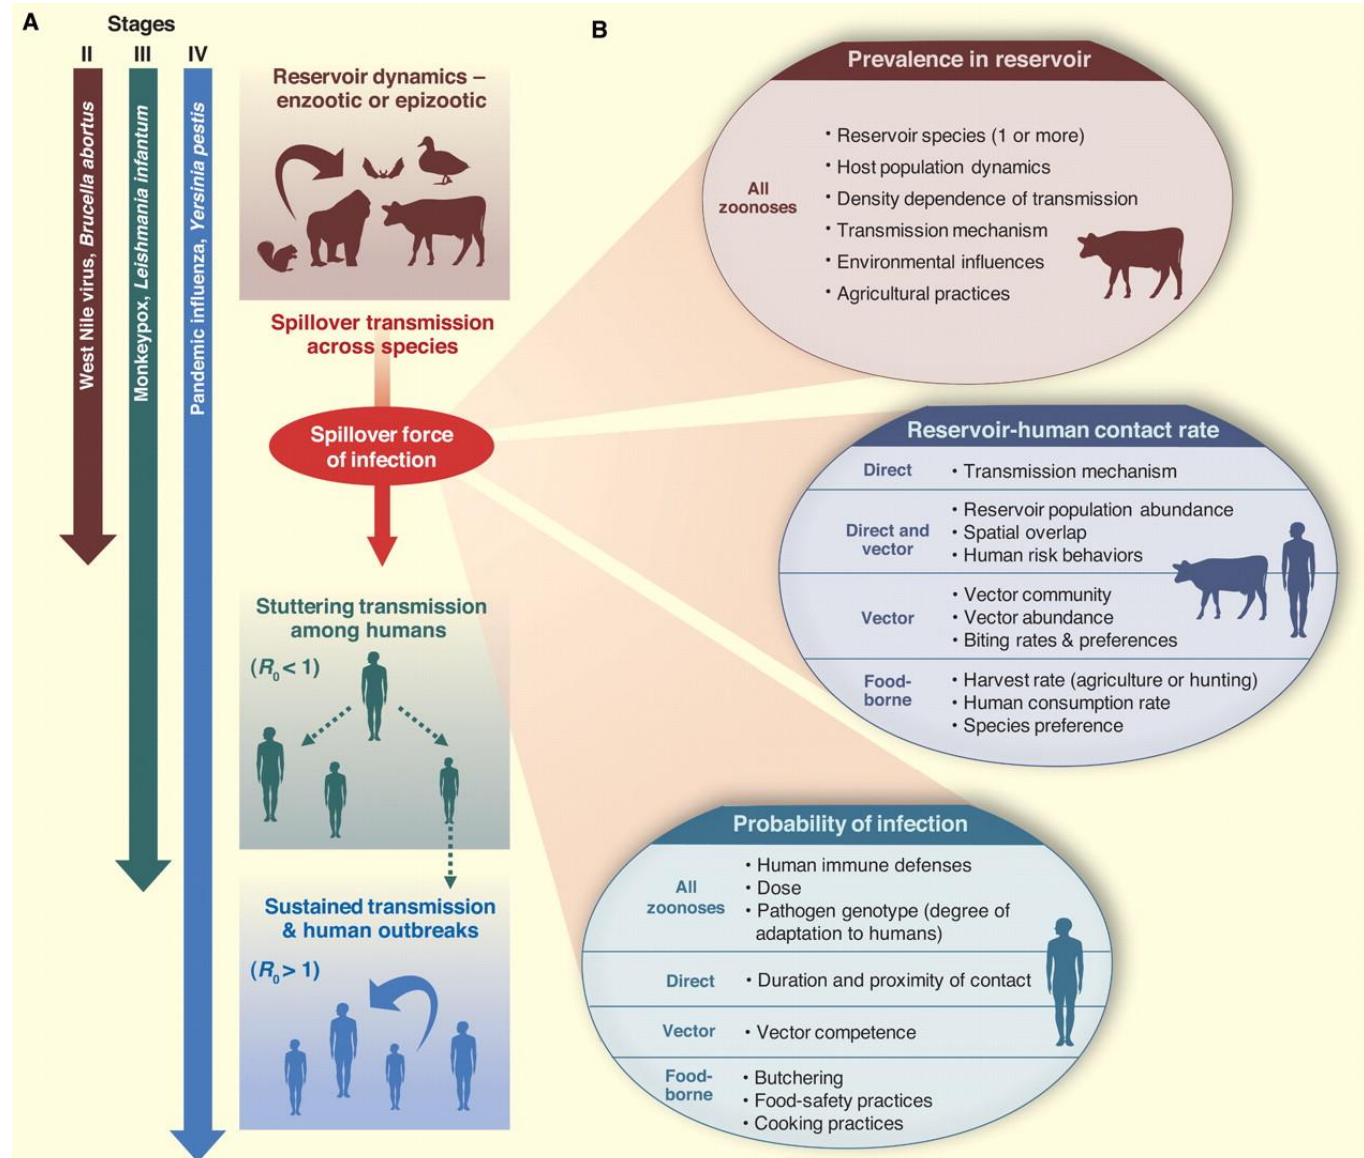 A
Stages
II
III
IV
West Nile virus, Brucella abortus
Monkeypox, Leishmania infantum
Pandemic influenza, Yersinia pestis
Reservoir dynamics –
enzootic or epizootic
Spillover transmission
across species
Spillover force
of infection
Stuttering transmission
among humans
(R0 < 1)
Sustained transmission
& human outbreaks
(R0 > 1)
B
Prevalence in reservoir
All
zoonoses
• Reservoir species (1 or more)
• Host population dynamics
• Density dependence of transmission
• Transmission mechanism
• Environmental influences
• Agricultural practices
Reservoir-human contact rate
Direct
• Transmission mechanism
Direct and
vector
• Reservoir population abundance
• Spatial overlap
• Human risk behaviors
Vector
• Vector community
• Vector abundance
• Biting rates & preferences
Food-
borne
• Harvest rate (agriculture or hunting)
• Human consumption rate
• Species preference
Probability of infection
All
zoonoses
• Human immune defenses
• Dose
• Pathogen genotype (degree of
adaptation to humans)
Direct
• Duration and proximity of contact
Vector
• Vector competence
Food-
borne
• Butchering
• Food-safety practices
• Cooking practices